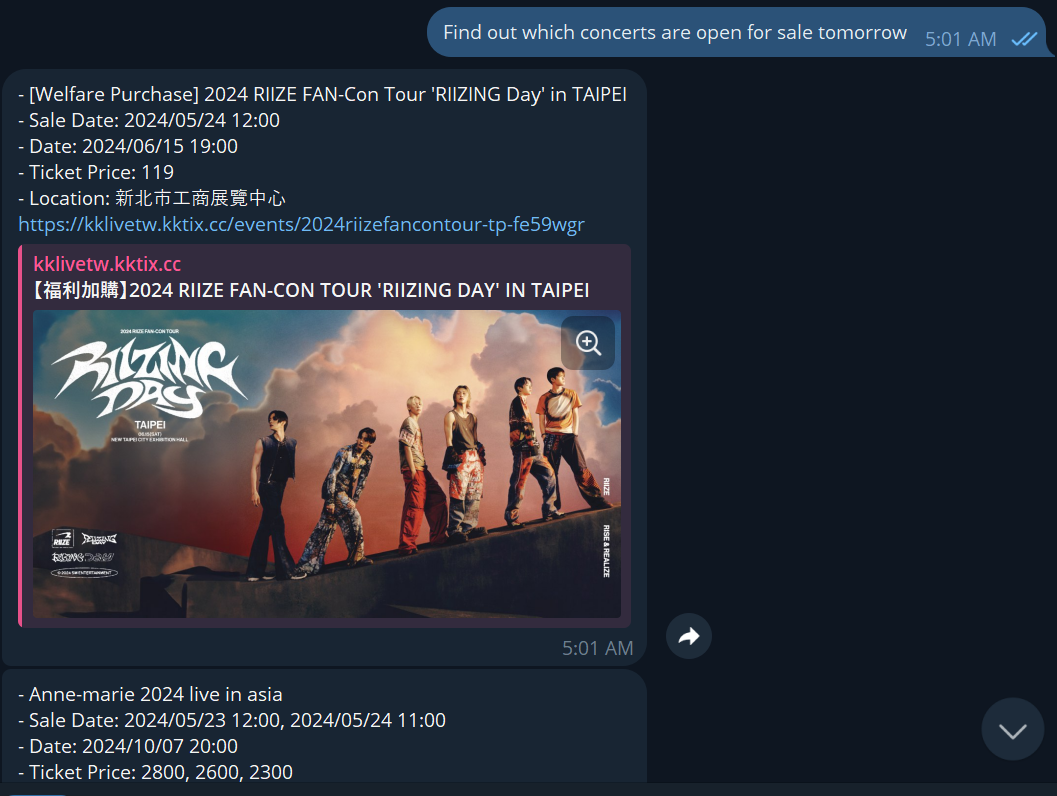 Find out which concerts are open for sale tomorrow
5:01 AM
- [Welfare Purchase] 2024 RIIZE FAN-Con Tour 'RIIZING Day' in TAIPEI
- Sale Date: 2024/05/24 12:00
- Date: 2024/06/15 19:00
- Ticket Price: 119
- Location: 新北市工商展覽中心
https://kklivetw.kktix.cc/events/2024riizefancontour-tp-fe59wgr
kklivetw.kktix.cc
【福利加購】2024 RIIZE FAN-CON TOUR 'RIIZING DAY' IN TAIPEI
2024 RIIZE FAN-CON TOUR
RIIZING
DAY
TAIPEI
NEW TAIPEI CITY EXHIBITION HALL
RIIZE
RISE & REALIZE
RIIZE
5:01 AM
- Anne-marie 2024 live in asia
- Sale Date: 2024/05/23 12:00, 2024/05/24 11:00
- Date: 2024/10/07 20:00
- Ticket Price: 2800, 2600, 2300